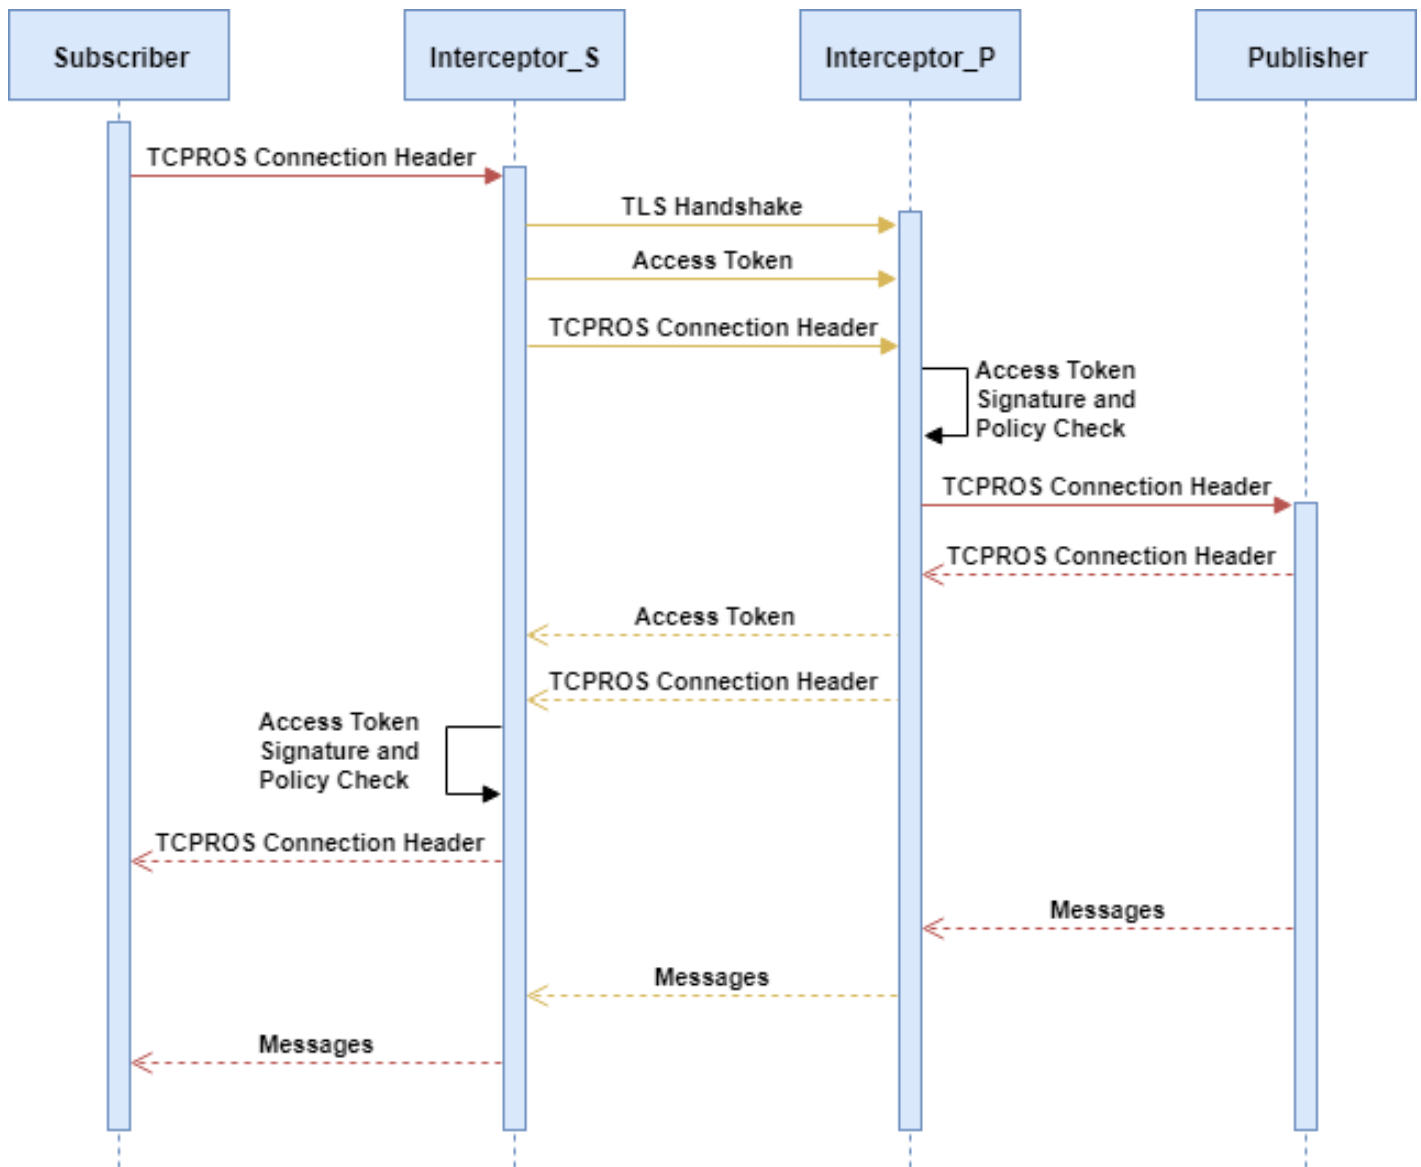 Subscriber
Interceptor_S
Interceptor_P
Publisher
TCPROS Connection Header
TLS Handshake
Access Token
TCPROS Connection Header
Access Token
Signature and
Policy Check
TCPROS Connection Header
TCPROS Connection Header
Access Token
TCPROS Connection Header
Access Token
Signature and
Policy Check
TCPROS Connection Header
Messages
Messages
Messages